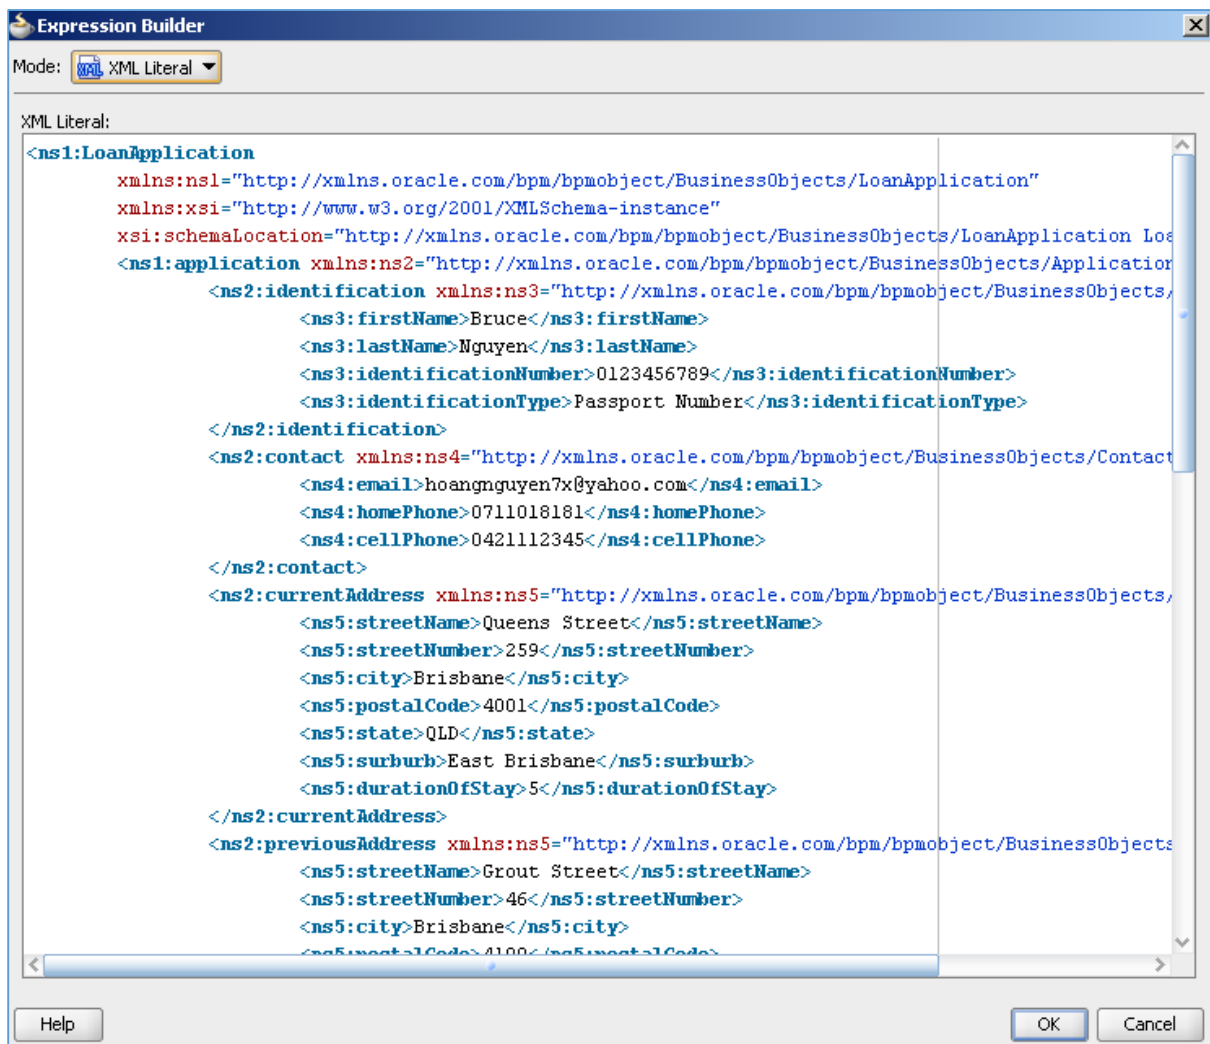 Expression Builder
Mode: XML Literal
XML Literal:
<ns1:LoanApplication
xmlns:ns1="http://xmlns.oracle.com/bpm/bpmobject/BusinessObjects/LoanApplication"
xmlns:xsi="http://www.w3.org/2001/XMLSchema-instance"
xsi:schemaLocation="http://xmlns.oracle.com/bpm/bpmobject/BusinessObjects/LoanApplication Loa
<ns1:application xmlns:ns2="http://xmlns.oracle.com/bpm/bpmobject/BusinessObjects/Application
<ns2:identification xmlns:ns3="http://xmlns.oracle.com/bpm/bpmobject/BusinessObjects/
<ns3:firstName>Bruce</ns3:firstName>
<ns3:lastName>Nguyen</ns3:lastName>
<ns3:identificationNumber>0123456789</ns3:identificationNumber>
<ns3:identificationType>Passport Number</ns3:identificationType>
</ns2:identification>
<ns2:contact xmlns:ns4="http://xmlns.oracle.com/bpm/bpmobject/BusinessObjects/Contact
<ns4:email>hoangnguyen7x@yahoo.com</ns4:email>
<ns4:homePhone>0711018181</ns4:homePhone>
<ns4:cellPhone>0421112345</ns4:cellPhone>
</ns2:contact>
<ns2:currentAddress xmlns:ns5="http://xmlns.oracle.com/bpm/bpmobject/BusinessObjects/
<ns5:streetName>Queens Street</ns5:streetName>
<ns5:streetNumber>259</ns5:streetNumber>
<ns5:city>Brisbane</ns5:city>
<ns5:postalCode>4001</ns5:postalCode>
<ns5:state>QLD</ns5:state>
<ns5:surburb>East Brisbane</ns5:surburb>
<ns5:durationOfStay>5</ns5:durationOfStay>
</ns2:currentAddress>
<ns2:previousAddress xmlns:ns5="http://xmlns.oracle.com/bpm/bpmobject/BusinessObjects
<ns5:streetName>Grout Street</ns5:streetName>
<ns5:streetNumber>46</ns5:streetNumber>
<ns5:city>Brisbane</ns5:city>
<ns5:postalCode>4100</ns5:postalCode>
Help OK Cancel